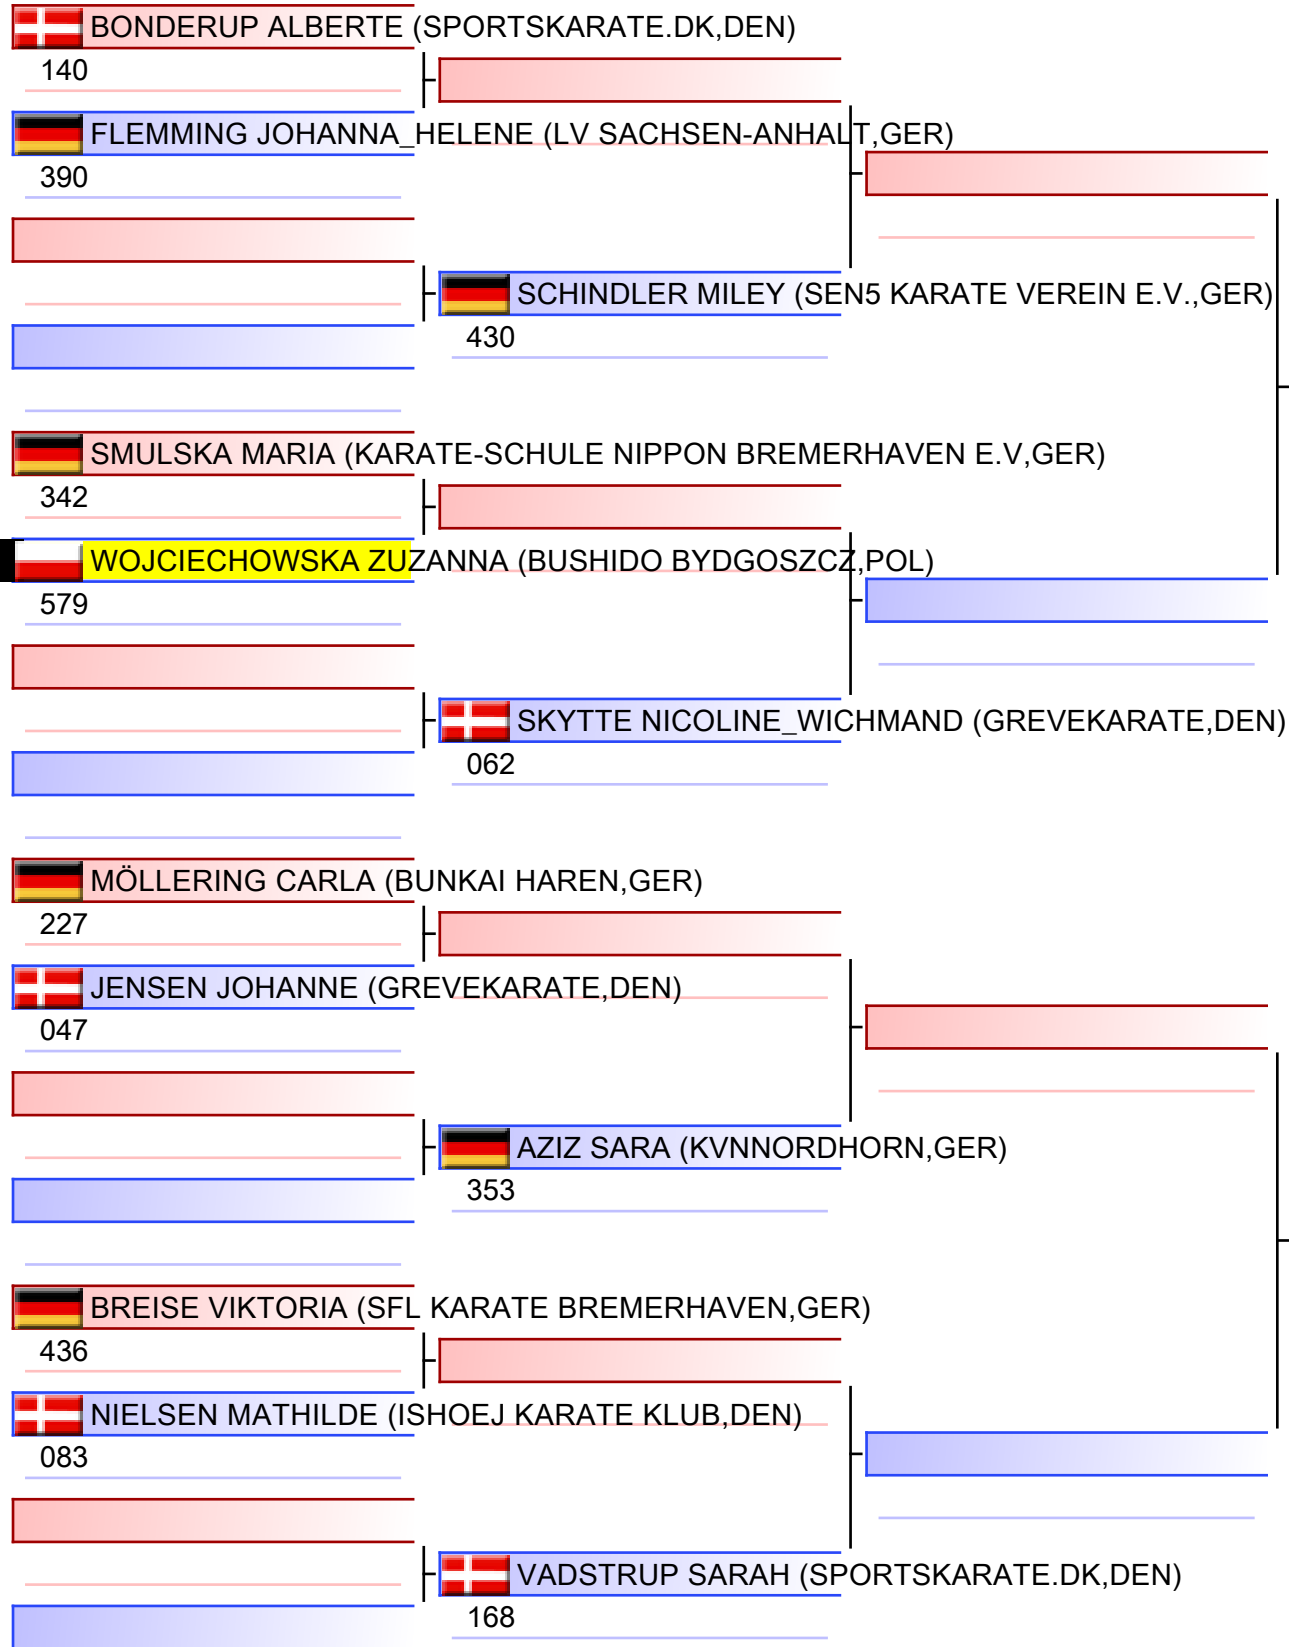 BONDERUP ALBERTE (SPORTSKARATE.DK,DEN)
140
FLEMMING JOHANNA_HELENE (LV SACHSEN-ANHALT,GER)
390
SCHINDLER MILEY (SEN5 KARATE VEREIN E.V.,GER)
430
SMULSKA MARIA (KARATE-SCHULE NIPPON BREMERHAVEN E.V,GER)
342
WOJCIECHOWSKA ZUZANNA (BUSHIDO BYDGOSZCZ,POL)
579
SKYTTE NICOLINE_WICHMAND (GREVEKARATE,DEN)
062
MÖLLERING CARLA (BUNKAI HAREN,GER)
227
JENSEN JOHANNE (GREVEKARATE,DEN)
047
AZIZ SARA (KVNNORDHORN,GER)
353
BREISE VIKTORIA (SFL KARATE BREMERHAVEN,GER)
436
NIELSEN MATHILDE (ISHOEJ KARATE KLUB,DEN)
083
VADSTRUP SARAH (SPORTSKARATE.DK,DEN)
168